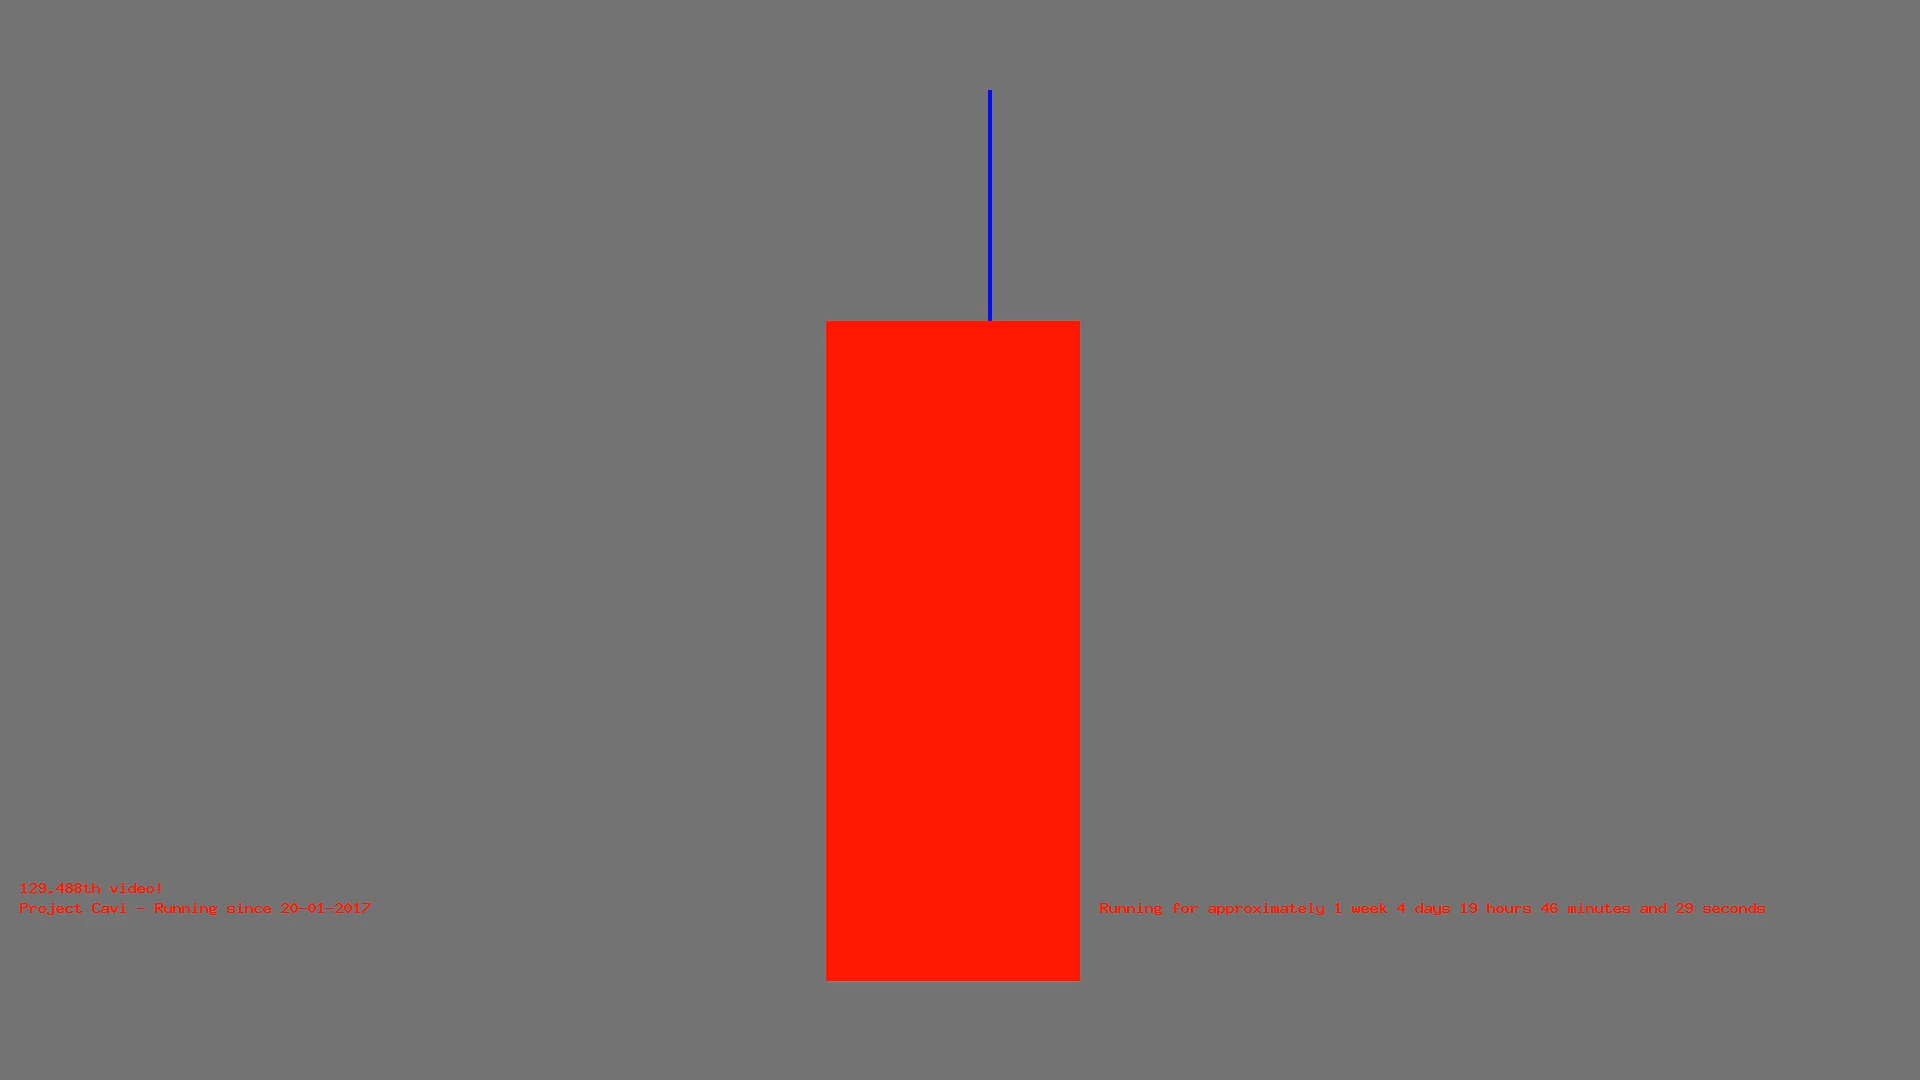 129,488th video!
Project Cavi - Running since 20-01-2017
Running for approximately 1 week 4 days 19 hours 46 minutes and 29 seconds